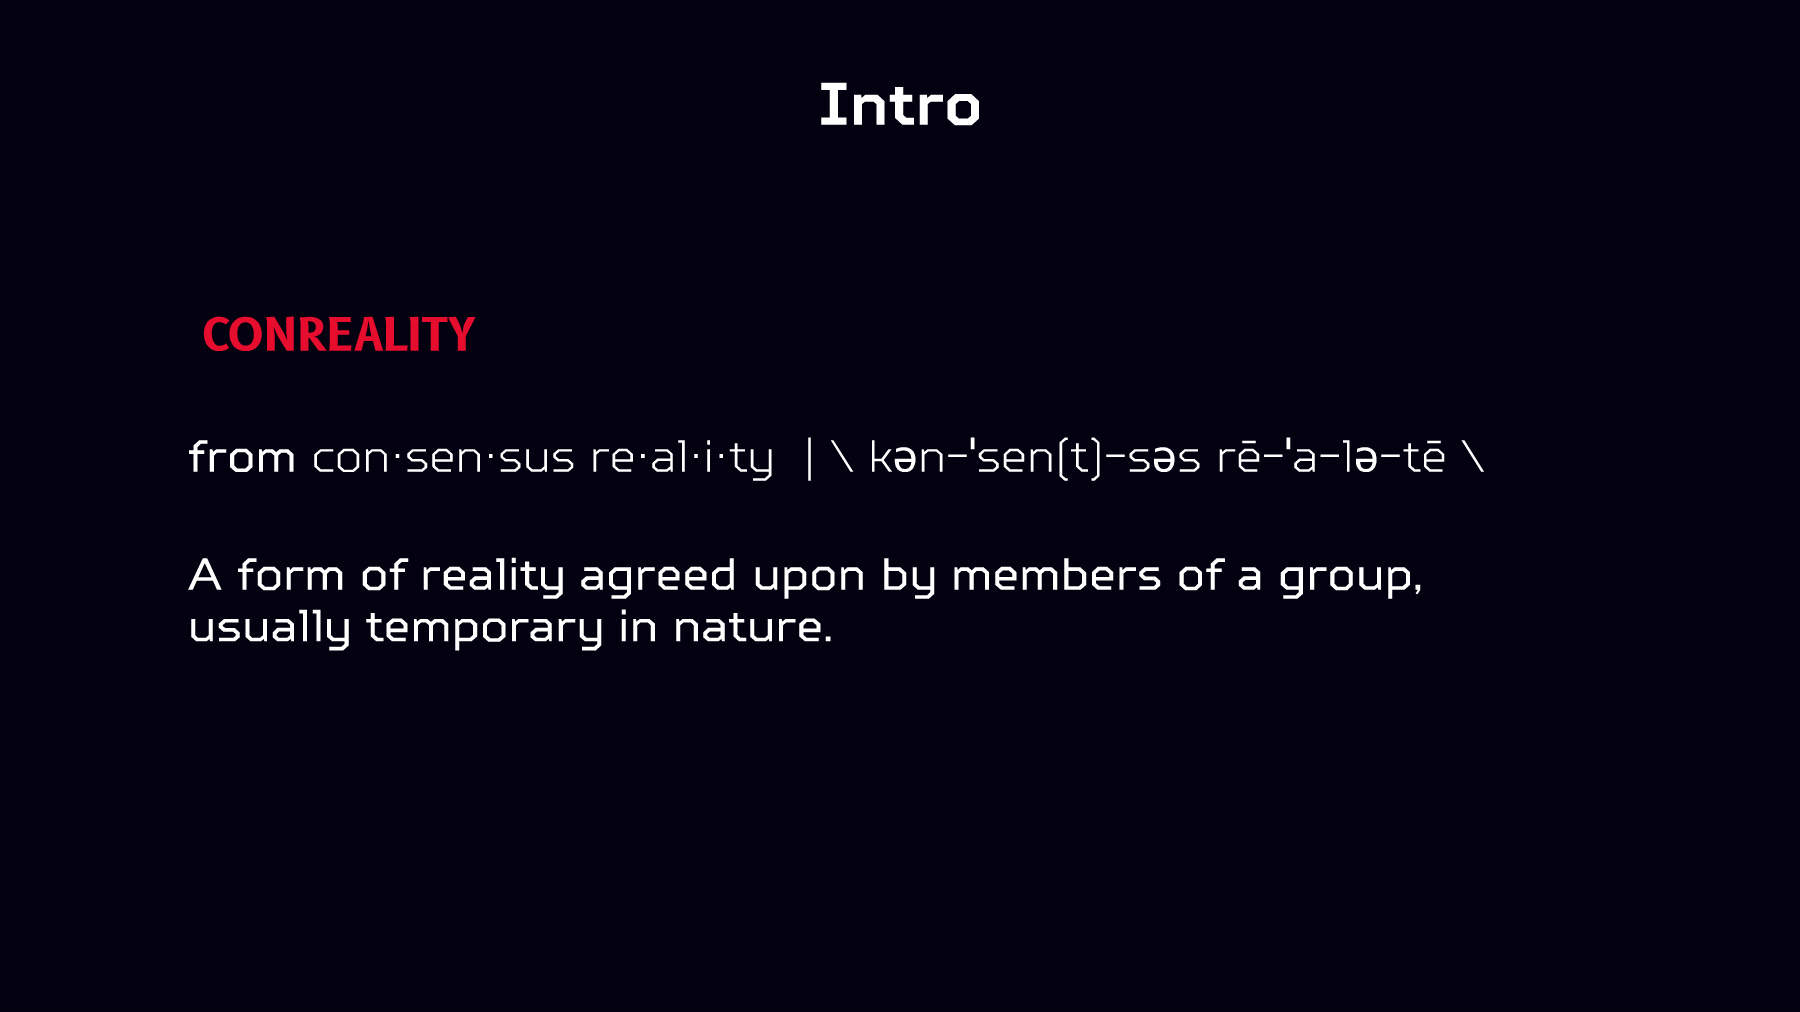 Intro
CONREALITY
from con·sen·sus re·al·i·ty | \ kən-ˈsen(t)-səs rē-ˈa-lə-tē \
A form of reality agreed upon by members of a group,
usually temporary in nature.